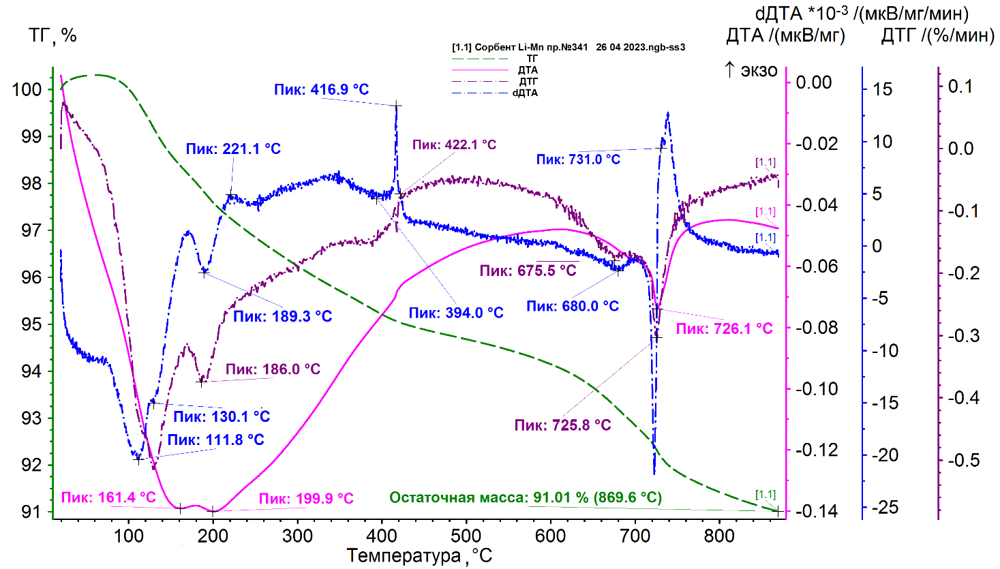 dДТА *10-3 /(мкВ/мг/мин)
ТГ, %
ДТА /(мкВ/мг)
ДТГ /(%/мин)
[1.1] Сорбент Li-Mn пр.№341 26 04 2023.ngb-ss3
ТГ
ДТА
ДТГ
dДТА
↑ экзо
100
99
98
97
96
95
94
93
92
91
0.00
-0.02
-0.04
-0.06
-0.08
-0.10
-0.12
-0.14
15
10
5
0
-5
-10
-15
-20
-25
0.1
0.0
-0.1
-0.2
-0.3
-0.4
-0.5
Пик: 416.9 °C
Пик: 221.1 °C
Пик: 422.1 °C
Пик: 731.0 °C
[1.1]
[1.1]
[1.1]
Пик: 675.5 °C
Пик: 189.3 °C
Пик: 394.0 °C
Пик: 680.0 °C
Пик: 726.1 °C
Пик: 186.0 °C
Пик: 130.1 °C
Пик: 725.8 °C
Пик: 111.8 °C
Пик: 161.4 °C
Пик: 199.9 °C
Остаточная масса: 91.01 % (869.6 °C)
[1.1]
100 200 300 400 500 600 700 800
Температура ,°C